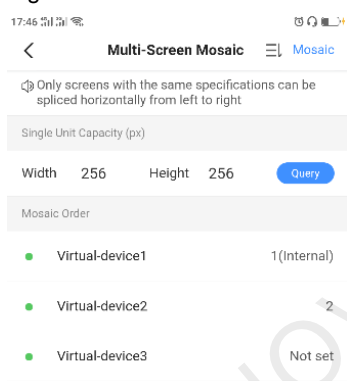 17:46
Multi-Screen Mosaic Mosaic
Only screens with the same specifications can be
spliced horizontally from left to right
Single Unit Capacity (px)
Width 256 Height 256 Query
Mosaic Order
Virtual-device1 1(Internal)
Virtual-device2 2
Virtual-device3 Not set